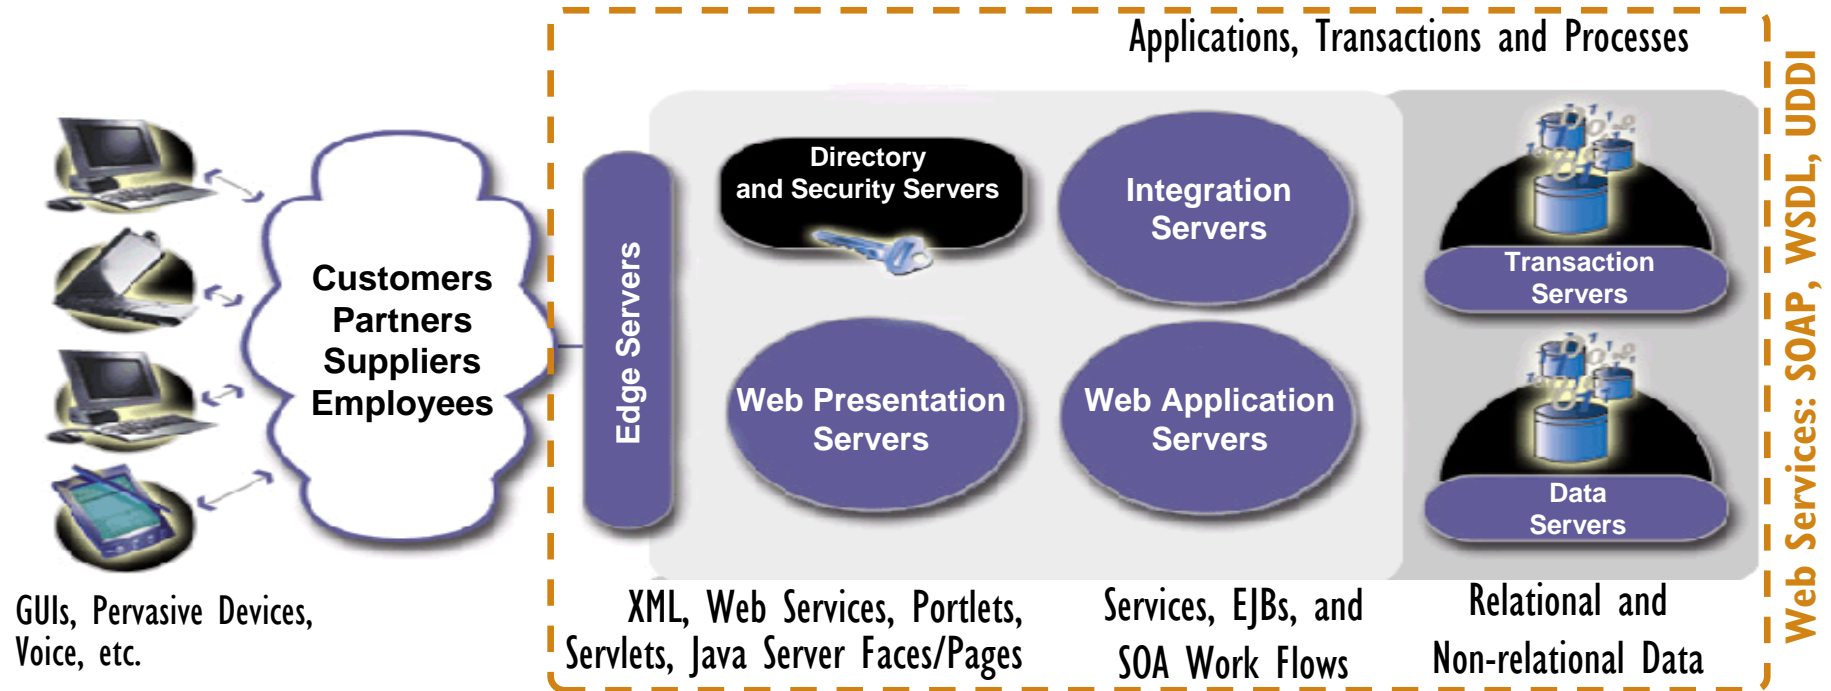 Applications, Transactions and Processes
Directory
and Security Servers
Integration
Servers
Transaction
Servers
Customers
Partners
Suppliers
Employees
Edge Servers
Web Presentation
Servers
Web Application
Servers
Data
Servers
GUIs, Pervasive Devices,
Voice, etc.
XML, Web Services, Portlets,
Servlets, Java Server Faces/Pages
Services, EJBs, and
SOA Work Flows
Relational and
Non-relational Data
Web Services: SOAP, WSDL, UDDI